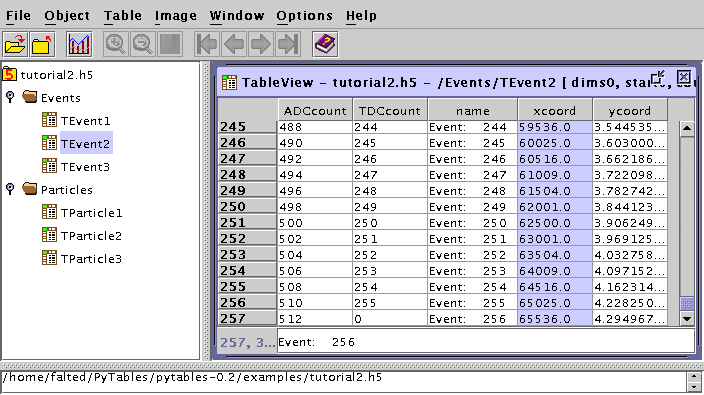 File Object Table Image Window Options Help
tutorial2.h5
Events
TEvent1
TEvent2
TEvent3
Particles
TParticle1
TParticle2
TParticle3
TableView - tutorial2.h5 - /Events/TEvent2 [ dims0, star
ADCcount TDCcount name xcoord ycoord
245 488 244 Event: 244 59536.0 3.544535...
246 490 245 Event: 245 60025.0 3.603000...
247 492 246 Event: 246 60516.0 3.662186...
248 494 247 Event: 247 61009.0 3.722098...
249 496 248 Event: 248 61504.0 3.782742...
250 498 249 Event: 249 62001.0 3.844123...
251 500 250 Event: 250 62500.0 3.906249...
252 502 251 Event: 251 63001.0 3.969125...
253 504 252 Event: 252 63504.0 4.032758...
254 506 253 Event: 253 64009.0 4.097152...
255 508 254 Event: 254 64516.0 4.162314...
256 510 255 Event: 255 65025.0 4.228250...
257 512 0 Event: 256 65536.0 4.294967...
257, 3... Event: 256
/home/falted/PyTables/pytables-0.2/examples/tutorial2.h5